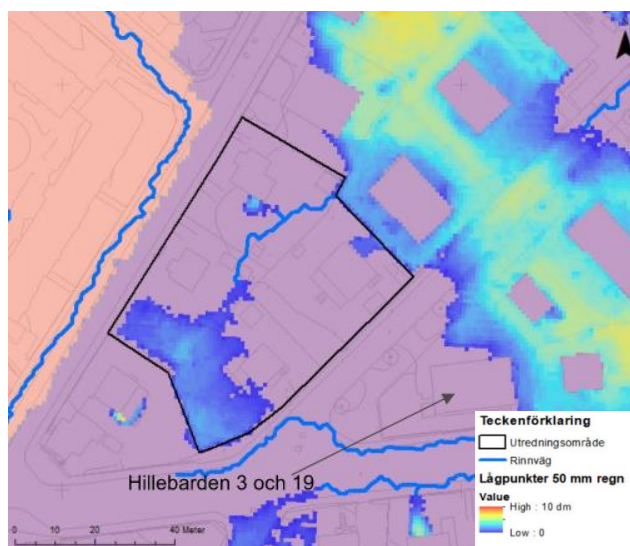 Hillebarden 3 och 19
0 10 20 40 Meter
Teckenförklaring
Utredningsområde
Rinnväg
Lågpunkter 50 mm regn
Value
High : 10 dm
Low : 0